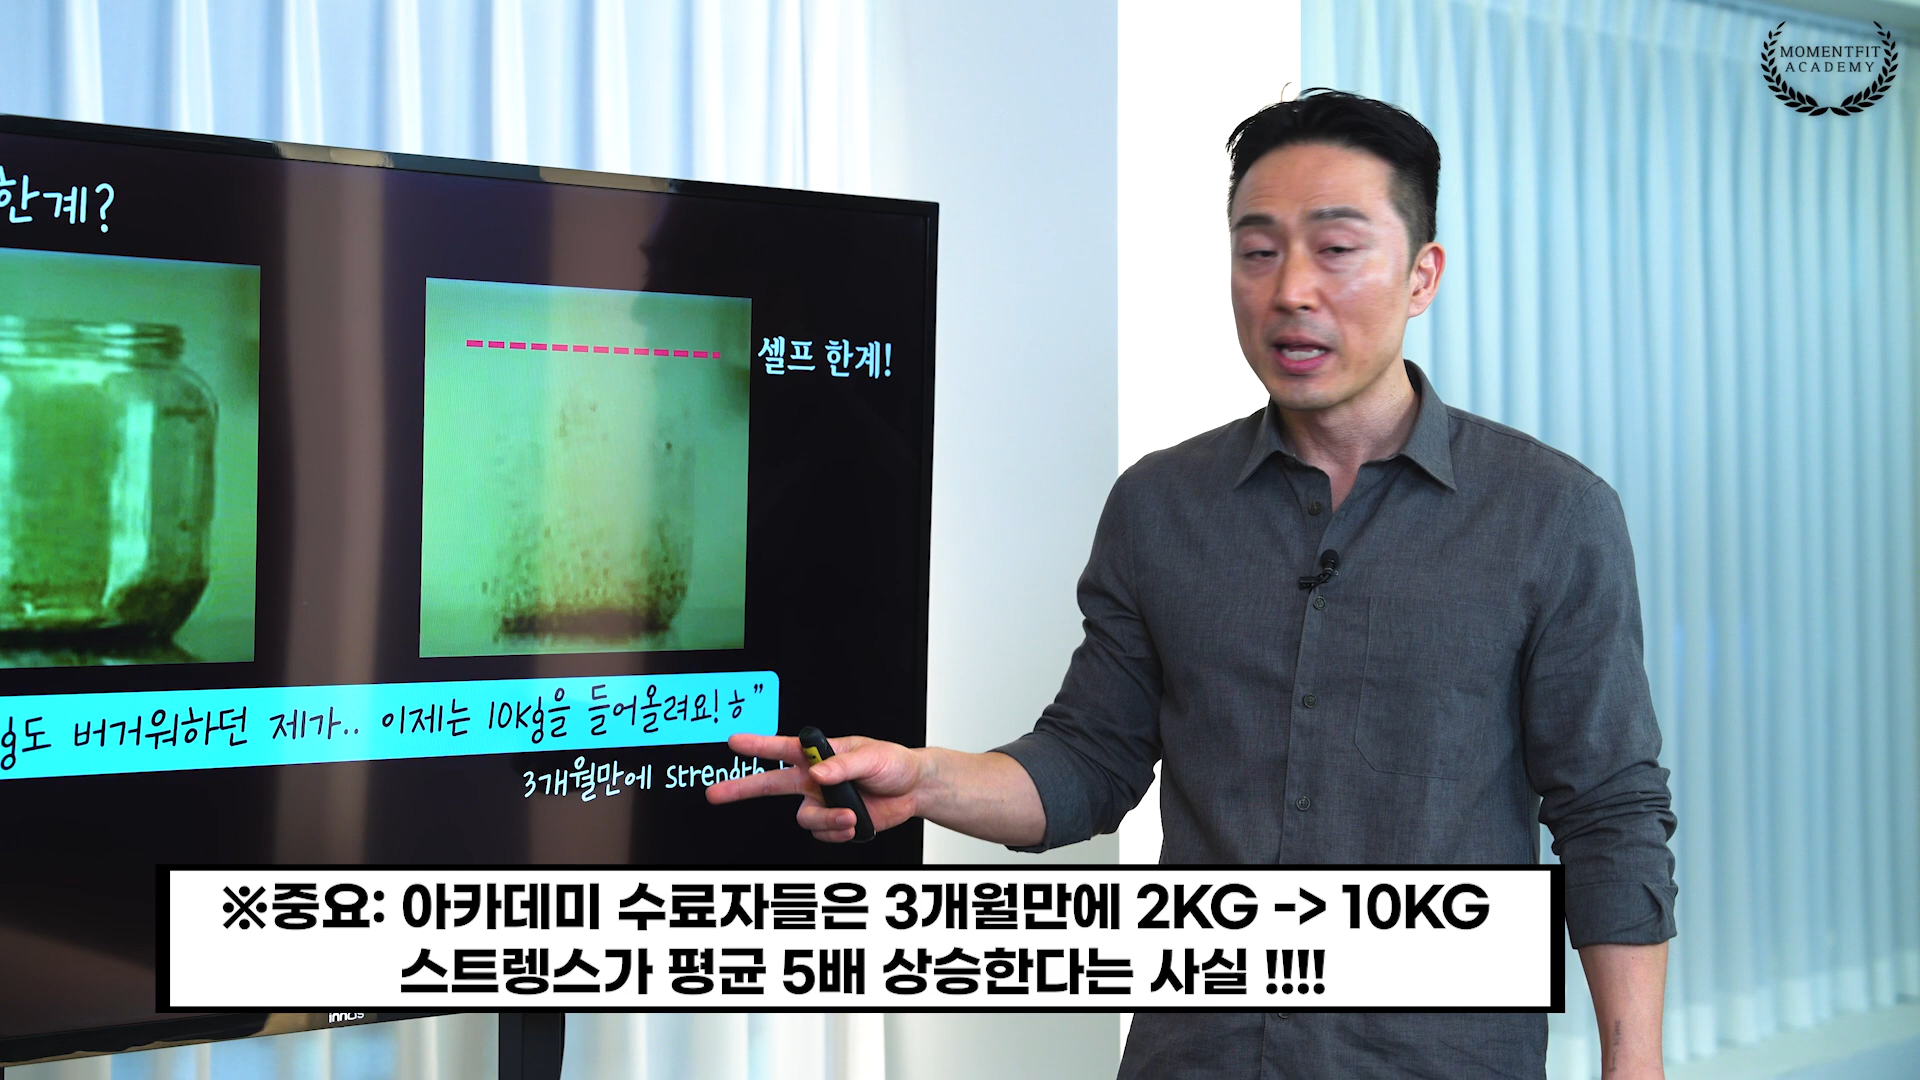 MOMENTFIT
ACADEMY
한계?
셀프 한계!
도 버거워하던 제가.. 이제는 10kg을 들어올려요!ㅎ”
3개월만에 strength
※중요: 아카데미 수료자들은 3개월만에 2KG -> 10KG
스트렝스가 평균 5배 상승한다는 사실 !!!!